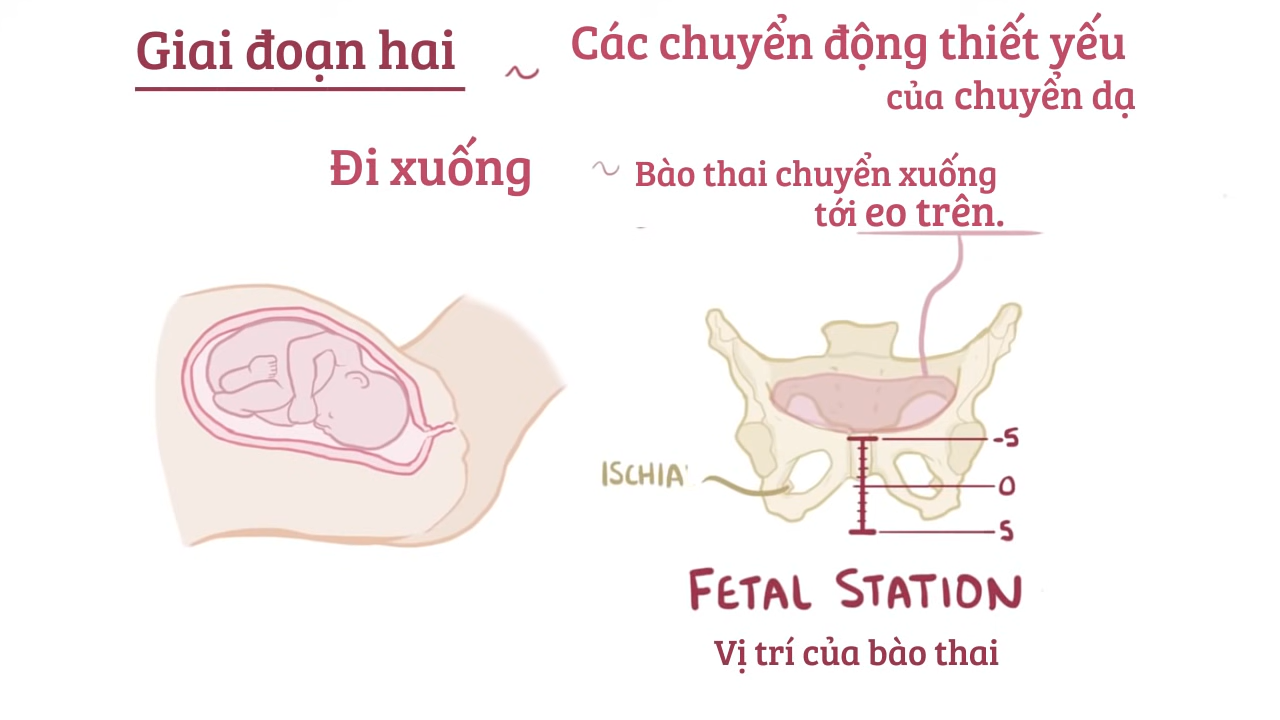 Giai đoạn hai ~ Các chuyển động thiết yếu
của chuyển dạ
Đi xuống ~ Bào thai chuyển xuống
tới eo trên.
-5
ISCHIA
0
5
FETAL STATION
Vị trí của bào thai